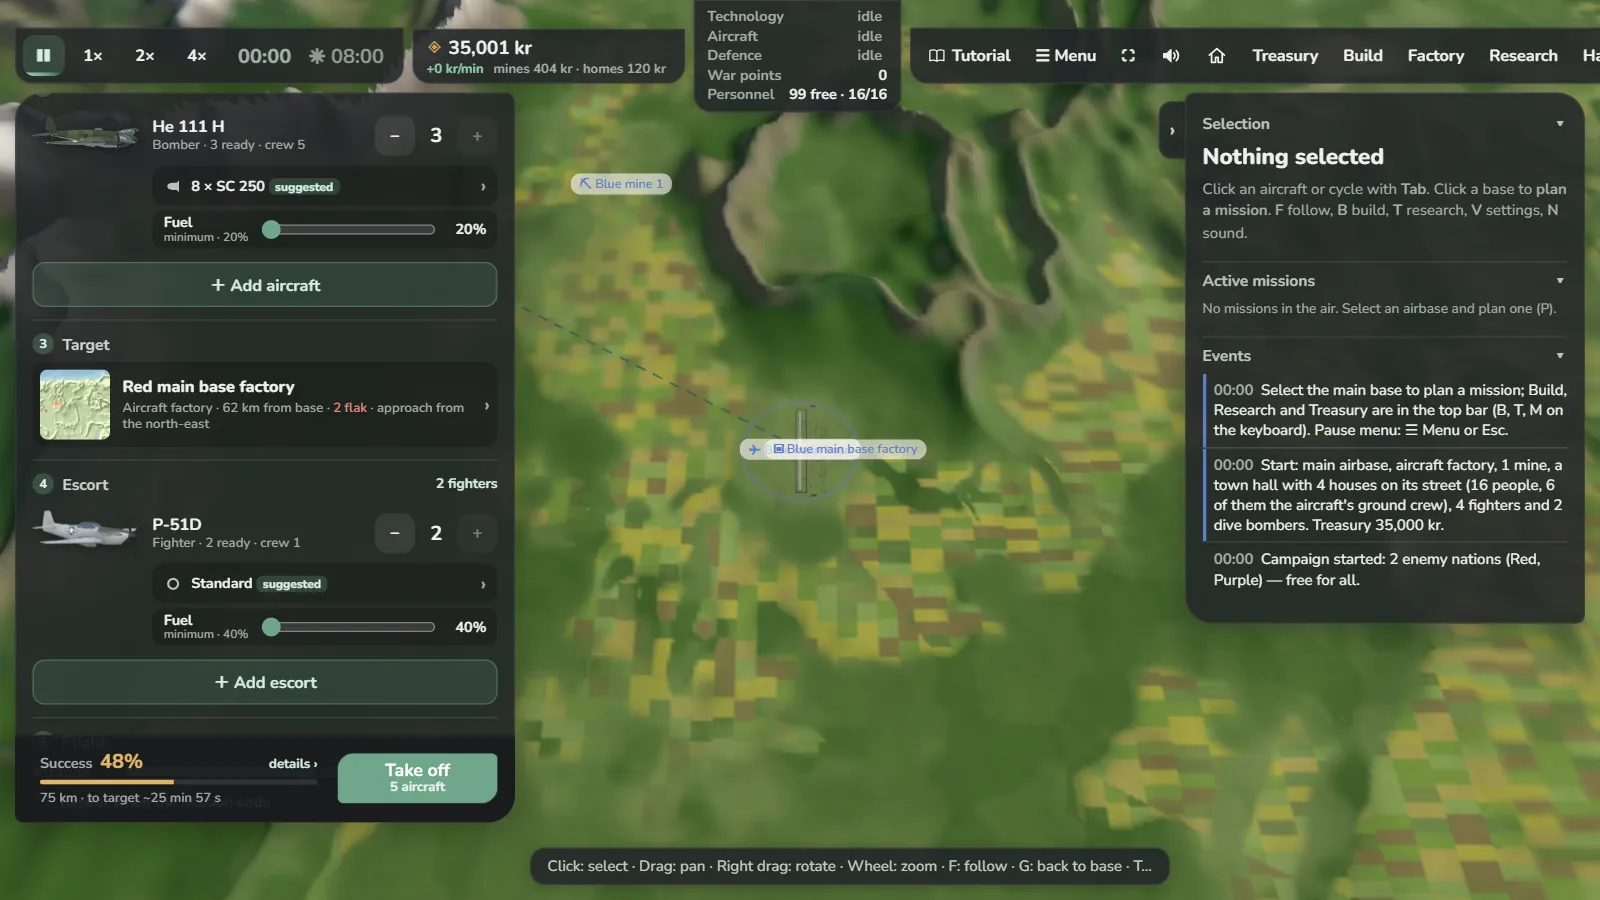 1×
2×
4×
00:00
08:00
35,001 kr
+0 kr/min mines 404 kr · homes 120 kr
Technology idle
Aircraft idle
Defence idle
War points 0
Personnel 99 free · 16/16
Tutorial
Menu
Treasury
Build
Factory
Research
Ha
He 111 H
Bomber · 3 ready · crew 5
− 3 +
8 × SC 250 suggested ›
Fuel
minimum · 20%
20%
+ Add aircraft
3 Target
Red main base factory
Aircraft factory · 62 km from base · 2 flak · approach from
the north-east
4 Escort 2 fighters
P-51D
Fighter · 2 ready · crew 1
− 2 +
Standard suggested ›
Fuel
minimum · 40%
40%
+ Add escort
Flight
Success 48% details ›
75 km · to target ~25 min 57 s
Take off
5 aircraft
Blue mine 1
Blue main base factory
Selection
Nothing selected
Click an aircraft or cycle with Tab. Click a base to plan
a mission. F follow, B build, T research, V settings, N
sound.
Active missions
No missions in the air. Select an airbase and plan one (P).
Events
00:00 Select the main base to plan a mission; Build,
Research and Treasury are in the top bar (B, T, M on
the keyboard). Pause menu: ☰ Menu or Esc.
00:00 Start: main airbase, aircraft factory, 1 mine, a
town hall with 4 houses on its street (16 people, 6
of them the aircraft's ground crew), 4 fighters and 2
dive bombers. Treasury 35,000 kr.
00:00 Campaign started: 2 enemy nations (Red,
Purple) — free for all.
Click: select · Drag: pan · Right drag: rotate · Wheel: zoom · F: follow · G: back to base · T...